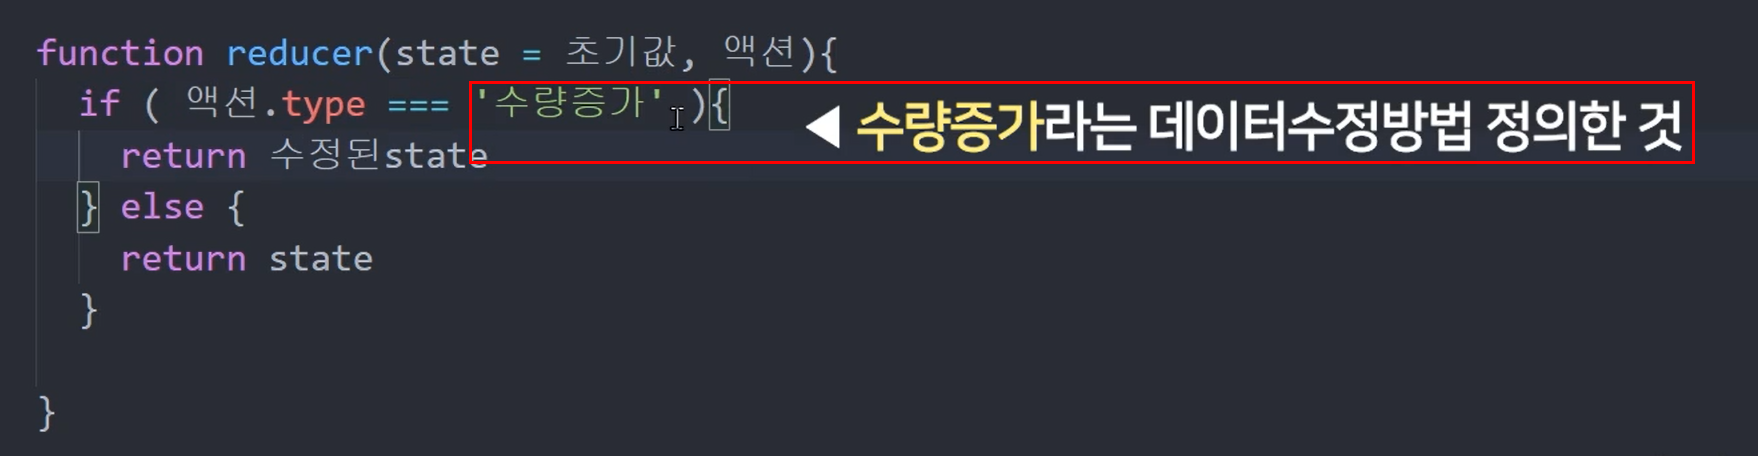 function reducer(state = 초기값, 액션){
if ( 액션.type === '수량증가' ){
◀ 수량증가라는 데이터수정방법 정의한 것
return 수정된state
} else {
return state
}
}